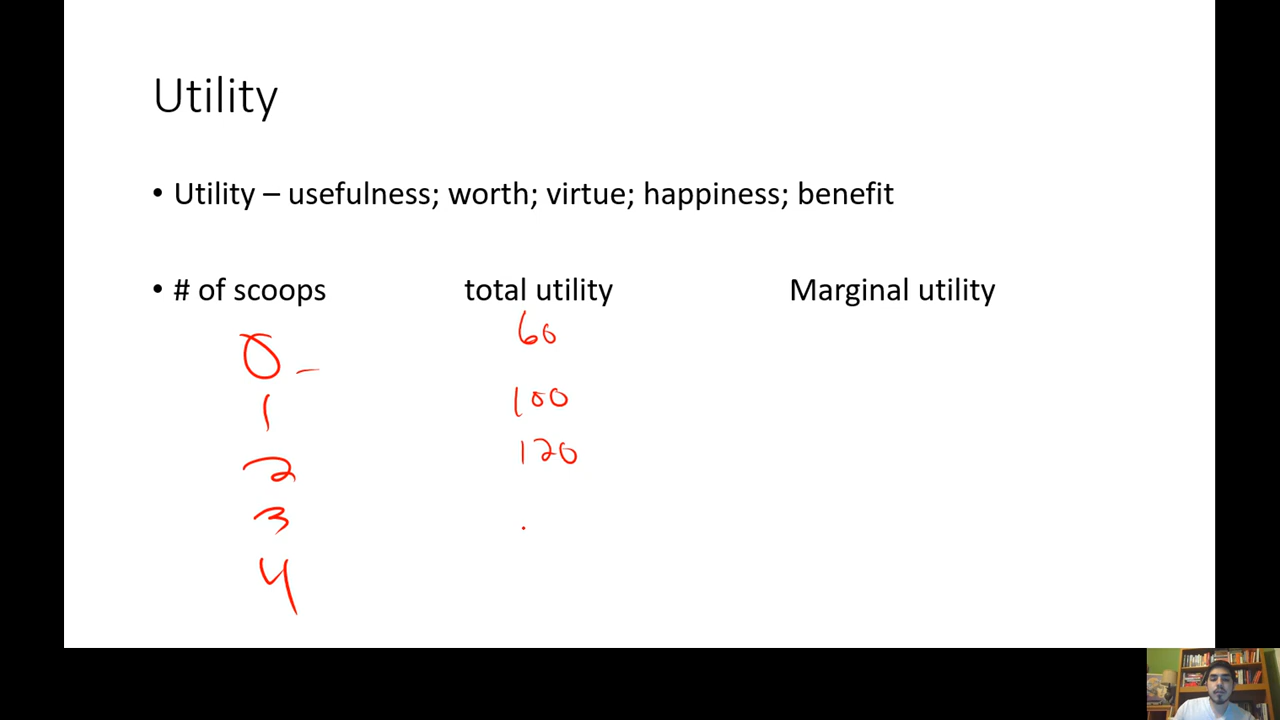 Utility
• Utility – usefulness; worth; virtue; happiness; benefit
• # of scoops total utility Marginal utility
0 60
1 100
2 120
3
4